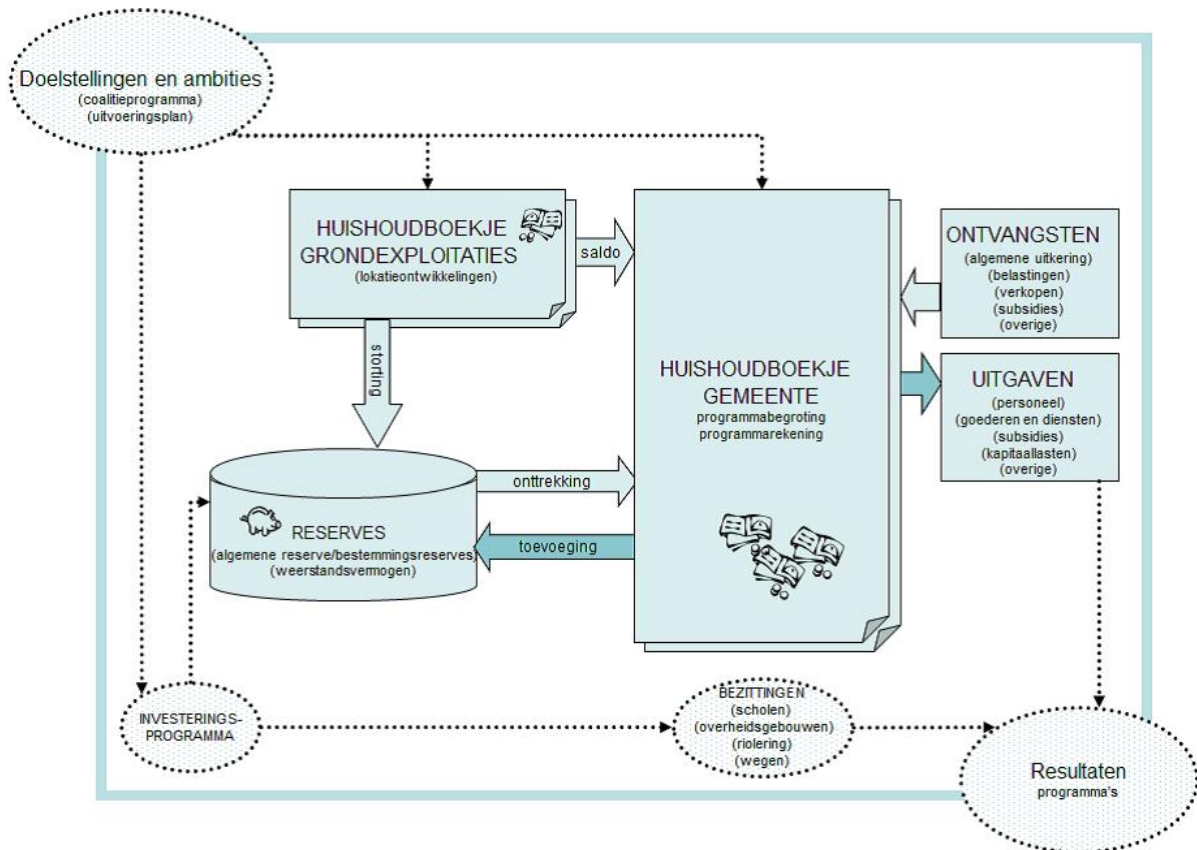 Doelstellingen en ambities
(coalitieprogramma)
(uitvoeringsplan)
HUISHOUDBOEKJE
GRONDEXPLOITATIES
(lokatieontwikkelingen)
saldo
storting
HUISHOUDBOEKJE
GEMEENTE
programmabegroting
programmarekening
ONTVANGSTEN
(algemene uitkering)
(belastingen)
(verkopen)
(subsidies)
(overige)
UITGAVEN
(personeel)
(goederen en diensten)
(subsidies)
(kapitaallasten)
(overige)
onttrekking
toevoeging
RESERVES
(algemene reserve/bestemmingsreserves)
(weerstandsvermogen)
INVESTERINGS-
PROGRAMMA
BEZITTINGEN
(scholen)
(overheidsgebouwen)
(riolering)
(wegen)
Resultaten
programma's